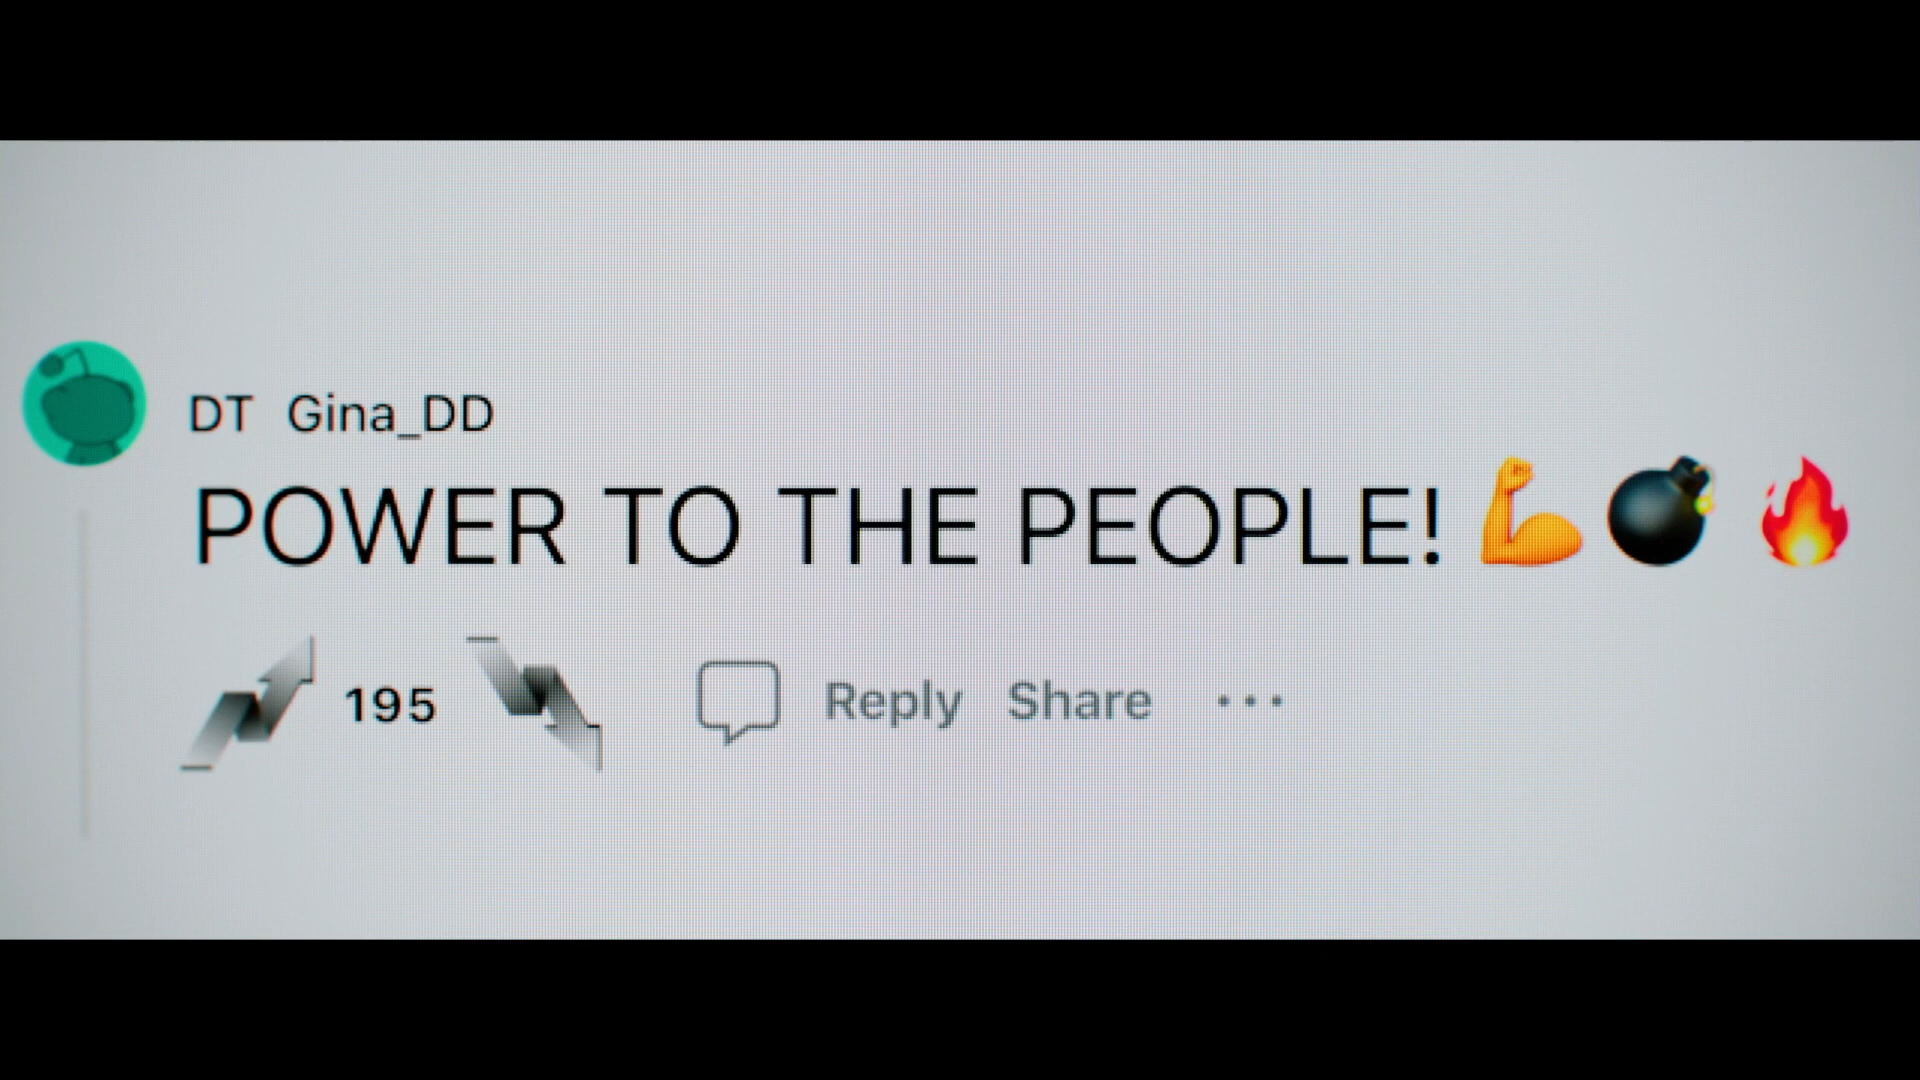 DT Gina_DD
POWER TO THE PEOPLE! 💪💣🔥
195 Reply Share ...